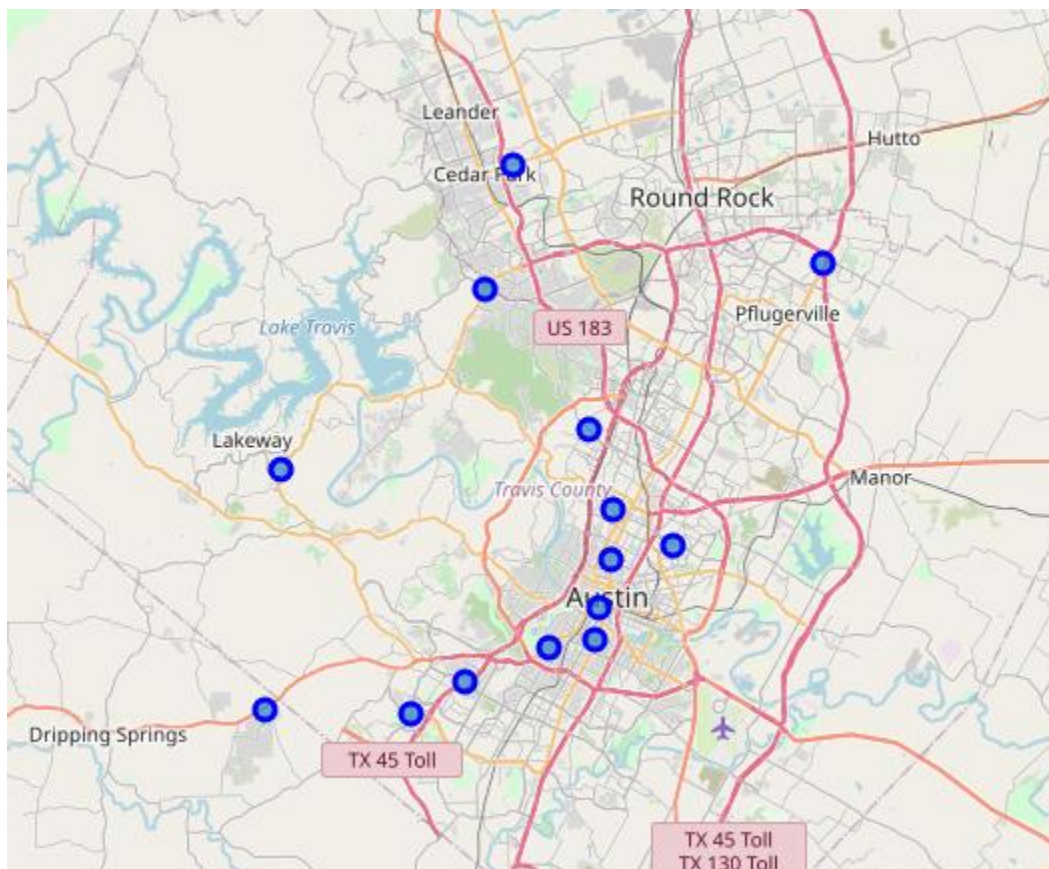 Leander
Hutto
Cedar Park
Round Rock
Pflugerville
Lake Travis
US 183
Lakeway
Manor
Travis County
Austin
Dripping Springs
TX 45 Toll
TX 45 Toll
TX 130 Toll